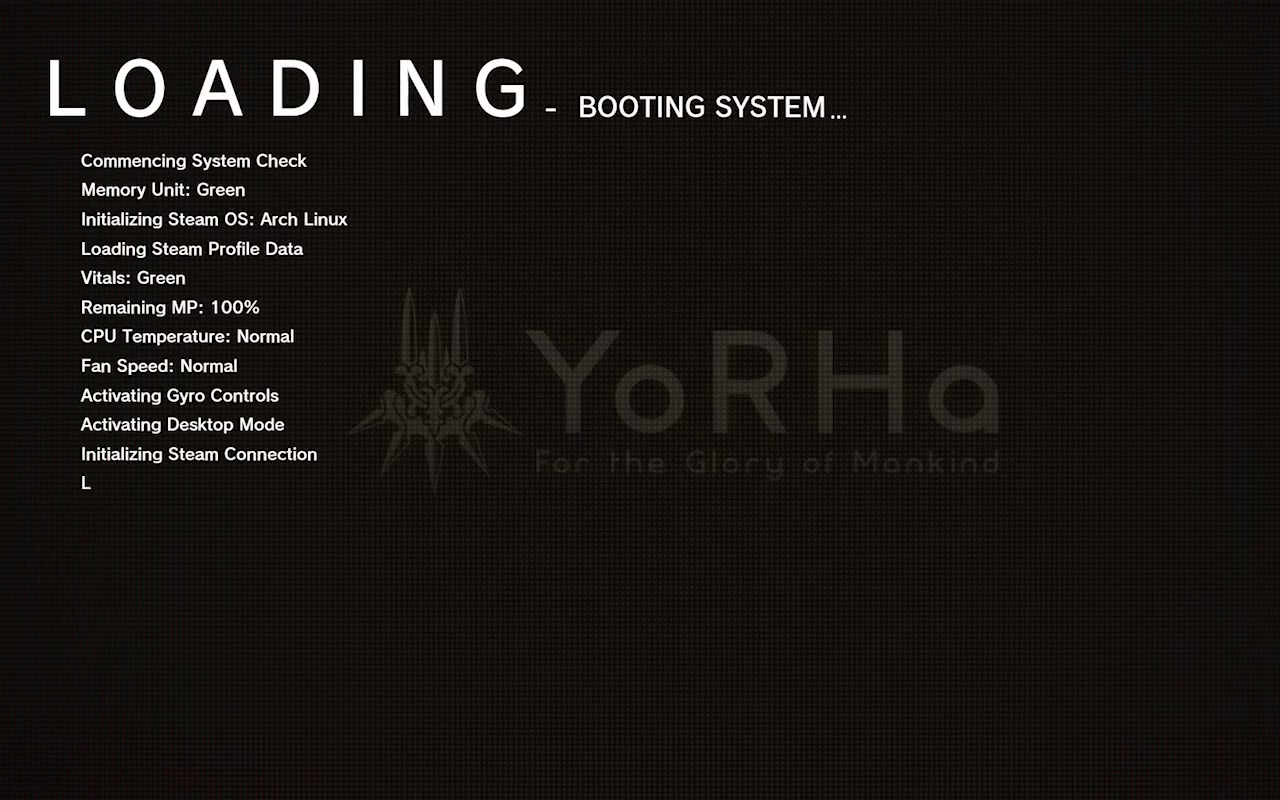 LOADING - BOOTING SYSTEM...
Commencing System Check
Memory Unit: Green
Initializing Steam OS: Arch Linux
Loading Steam Profile Data
Vitals: Green
Remaining MP: 100%
CPU Temperature: Normal
Fan Speed: Normal
Activating Gyro Controls
Activating Desktop Mode
Initializing Steam Connection
L
YoRHa
For the Glory of Mankind